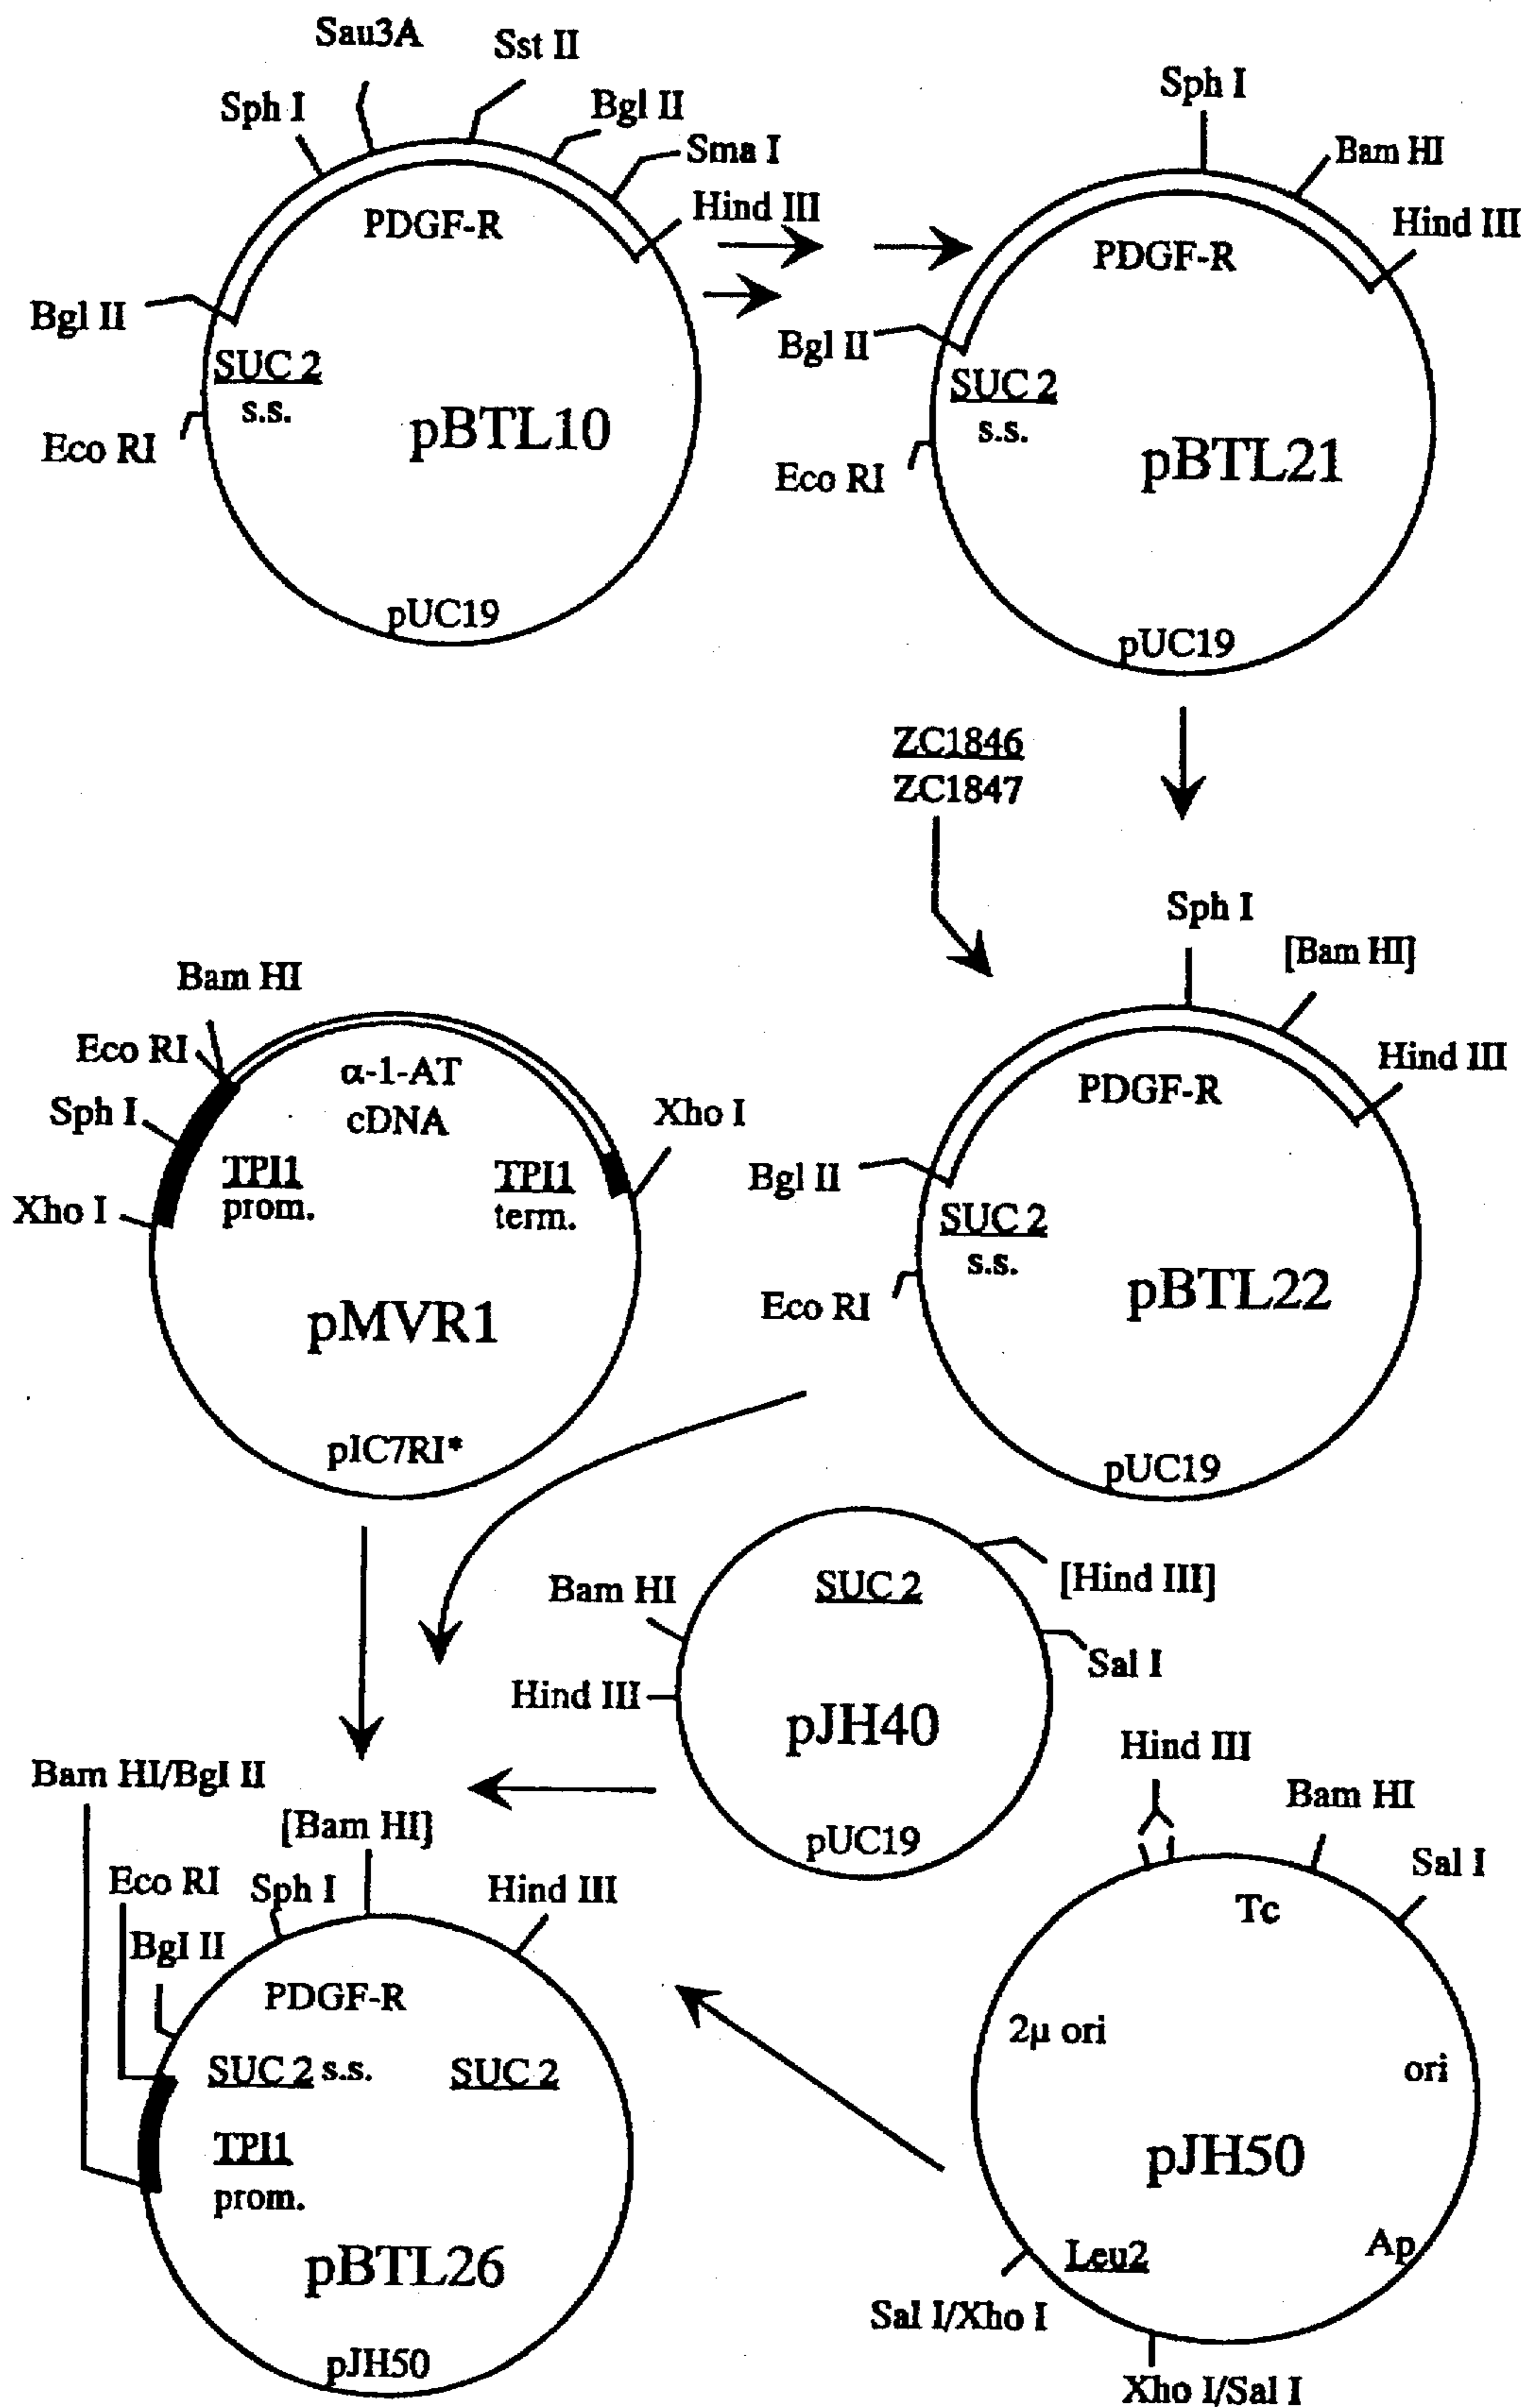 Sau3A
Sst II
Sph I
Bgl II
Sma I
Hind III
PDGF-R
Bgl II
SUC 2
s.s.
Eco RI
pBTL10
pUC19
Sph I
Bam HI
Hind III
PDGF-R
Bgl II
SUC 2
s.s.
Eco RI
pBTL21
pUC19
ZC1846
ZC1847
Bam HI
Eco RI
Sph I
Xho I
α-1-AT
cDNA
TPI1
prom.
TPI1
term.
Xho I
pMVR1
pIC7RI*
Sph I
[Bam HI]
Hind III
PDGF-R
Bgl II
SUC 2
s.s.
Eco RI
pBTL22
pUC19
SUC 2
[Hind III]
Bam HI
Sal I
Hind III
pJH40
pUC19
Bam HI/Bgl II
[Bam HI]
Eco RI
Sph I
Hind III
Bgl II
PDGF-R
SUC 2 s.s.
SUC 2
TPI1
prom.
pBTL26
pJH50
Hind III
Bam HI
Sal I
Tc
2μ ori
ori
pJH50
Leu2
Ap
Sal I/Xho I
Xho I/Sal I